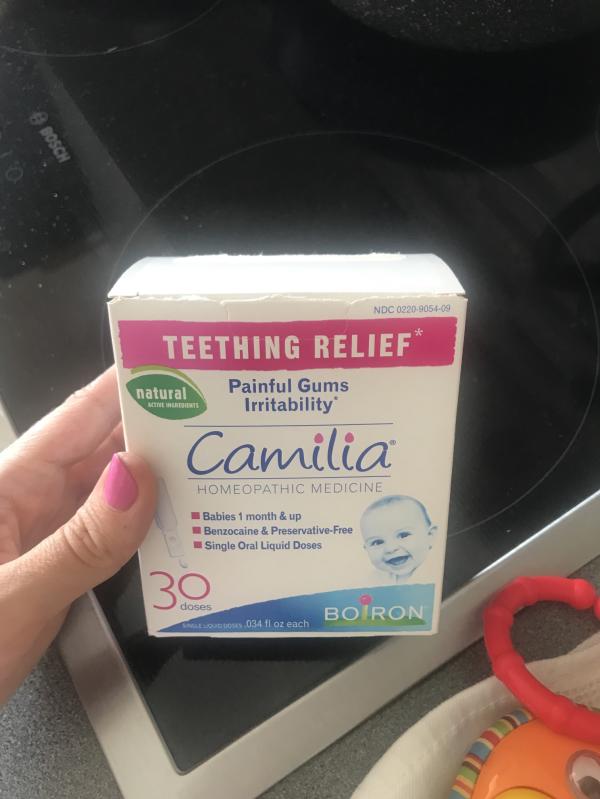 BOSCH
NDC 0220-9054-09
TEETHING RELIEF*
natural
ACTIVE INGREDIENTS
Painful Gums
Irritability*
Camilia®
HOMEOPATHIC MEDICINE
Babies 1 month & up
Benzocaine & Preservative-Free
Single Oral Liquid Doses
30
doses
SINGLE LIQUID DOSES .034 fl oz each
BOIRON